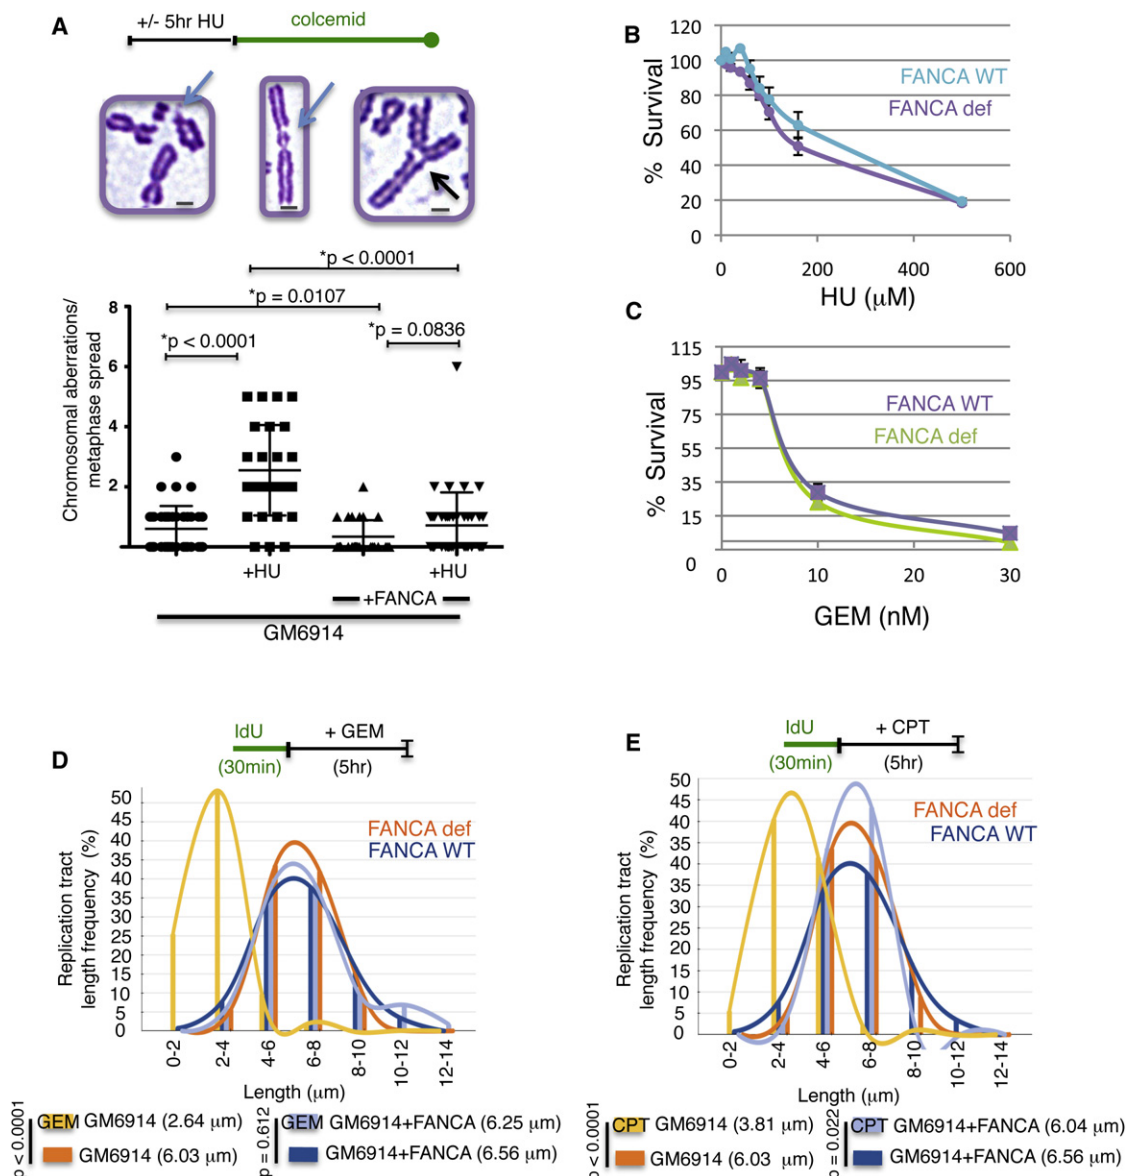 A
+/- 5hr HU
colcemid
*p < 0.0001
*p = 0.0107
*p < 0.0001
*p = 0.0836
Chromosomal aberrations/
metaphase spread
8
6
4
2
+HU
+HU
+FANCA
GM6914
B
% Survival
120
100
80
60
40
20
0
FANCA WT
FANCA def
0 200 400 600
HU (μM)
C
% Survival
115
95
75
55
35
15
0
FANCA WT
FANCA def
0 10 20 30
GEM (nM)
D
IdU
+ GEM
(30min)
(5hr)
FANCA def
FANCA WT
Replication tract
length frequency (%)
50
45
40
35
30
25
20
15
10
5
0
0-2 2-4 4-6 6-8 8-10 10-12 12-14
Length (μm)
p < 0.0001
GEM GM6914 (2.64 μm)
GM6914 (6.03 μm)
p = 0.612
GEM GM6914+FANCA (6.25 μm)
GM6914+FANCA (6.56 μm)
E
IdU
+ CPT
(30min)
(5hr)
FANCA def
FANCA WT
Replication tract
length frequency (%)
50
45
40
35
30
25
20
15
10
5
0
0-2 2-4 4-6 6-8 8-10 10-12 12-14
Length (μm)
p < 0.0001
CPT GM6914 (3.81 μm)
GM6914 (6.03 μm)
p = 0.022
CPT GM6914+FANCA (6.04 μm)
GM6914+FANCA (6.56 μm)